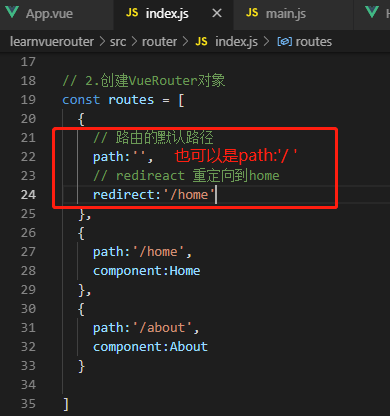 App.vue JS index.js JS main.js H
learnvuerouter > src > router > JS index.js > routes
17
18 // 2.创建VueRouter对象
19 const routes = [
20 {
21 // 路由的默认路径
22 path:'', 也可以是path:'/ '
23 // redireact 重定向到home
24 redirect:'/home'
25 },
26 {
27 path:'/home',
28 component:Home
29 },
30 {
31 path:'/about',
32 component:About
33 }
34
35 ]